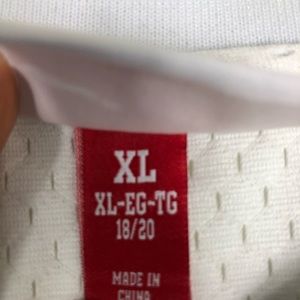 XL
XL-EG-TG
18/20
MADE IN
CHINA